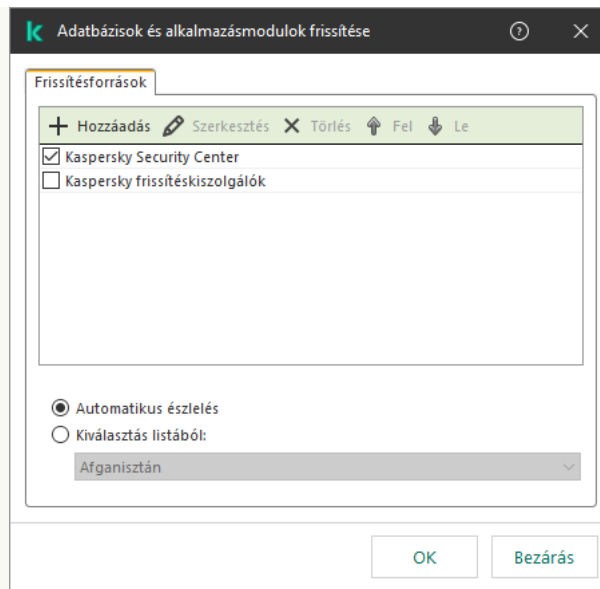 Adatbázisok és alkalmazásmodulok frissítése
Frissítésforrások
Hozzáadás Szerkesztés Törlés Fel Le
Kaspersky Security Center
Kaspersky frissítéskiszolgálók
Automatikus észlelés
Kiválasztás listából:
Afganisztán
OK Bezárás